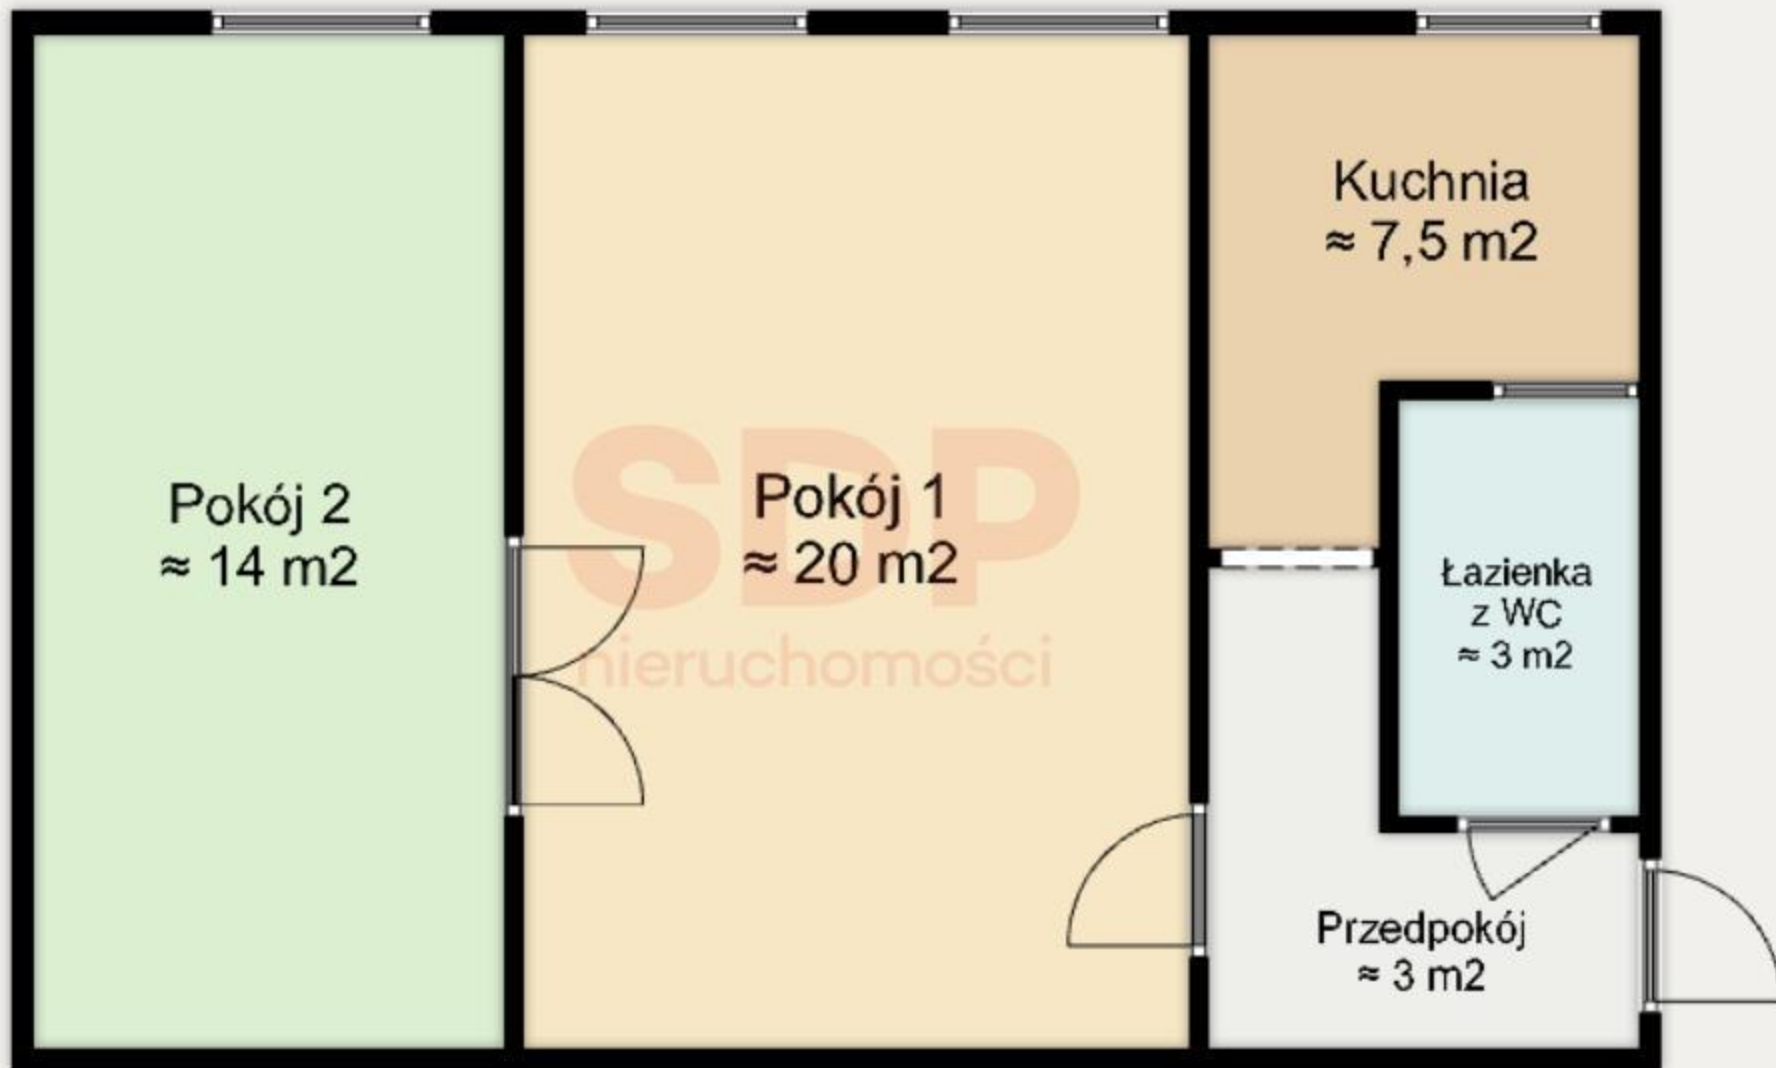 Kuchnia
≈ 7,5 m2
Pokój 2
≈ 14 m2
SDP
nieruchomości
Pokój 1
≈ 20 m2
Łazienka
z WC
≈ 3 m2
Przedpokój
≈ 3 m2